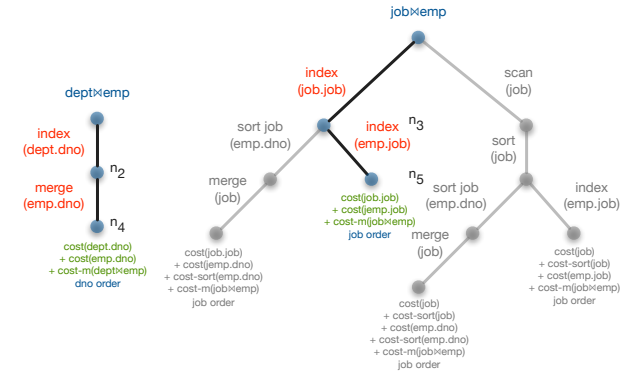 job⋈emp
dept⋈emp
index
(dept.dno)
n2
merge
(emp.dno)
n4
cost(dept.dno)
+ cost(emp.dno)
+ cost-m(dept⋈emp)
dno order
index
(job.job)
scan
(job)
sort job
(emp.dno)
index
(emp.job)
n3
merge
(job)
n5
cost(job.job)
+ cost(jemp.job)
+ cost-m(job⋈emp)
job order
cost(job.job)
+ cost(jemp.dno)
+ cost-sort(emp.dno)
+ cost-m(job⋈emp)
job order
sort
(job)
sort job
(emp.dno)
index
(emp.job)
merge
(job)
cost(job)
+ cost-sort(job)
+ cost(emp.job)
+ cost-m(job⋈emp)
job order
cost(job)
+ cost-sort(job)
+ cost(emp.dno)
+ cost-sort(emp.dno)
+ cost-m(job⋈emp)
job order